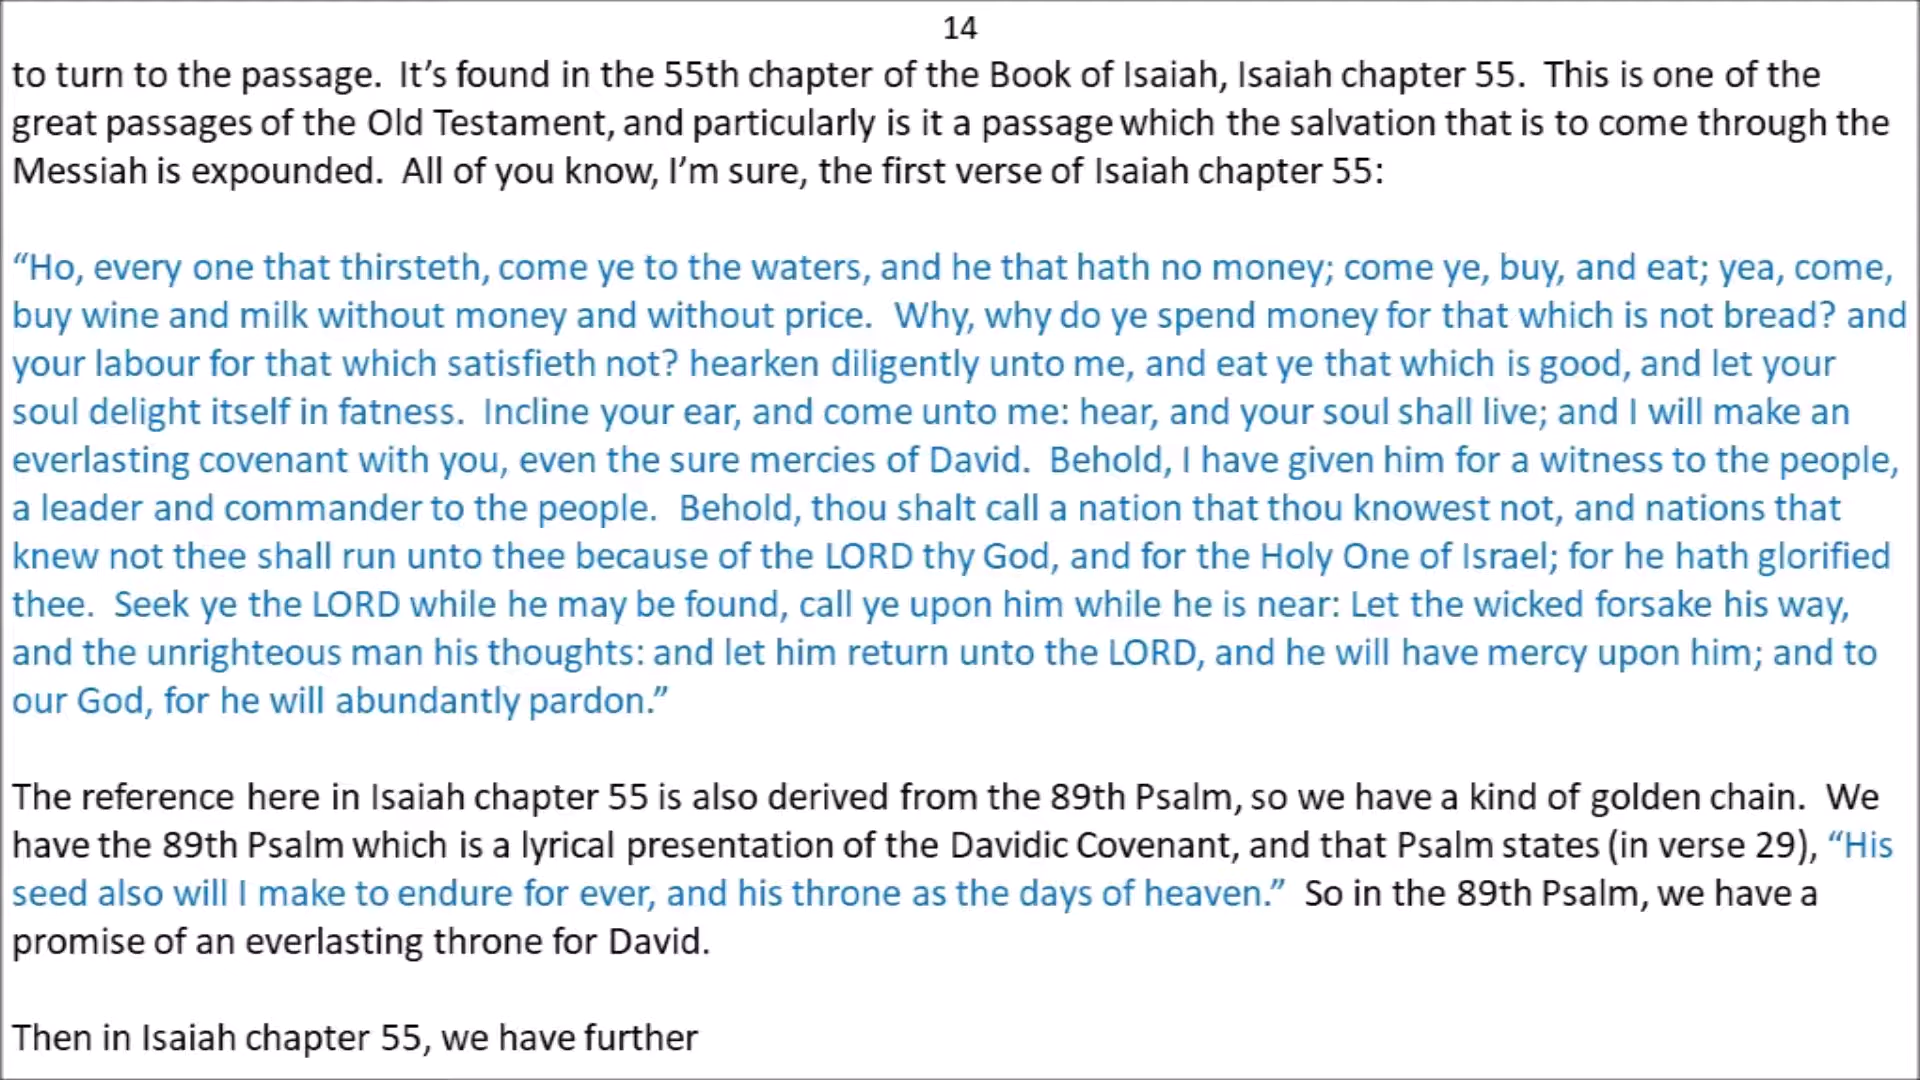 14
to turn to the passage.  It’s found in the 55th chapter of the Book of Isaiah, Isaiah chapter 55.  This is one of the
great passages of the Old Testament, and particularly is it a passage which the salvation that is to come through the
Messiah is expounded.  All of you know, I’m sure, the first verse of Isaiah chapter 55:
“Ho, every one that thirsteth, come ye to the waters, and he that hath no money; come ye, buy, and eat; yea, come,
buy wine and milk without money and without price.  Why, why do ye spend money for that which is not bread? and
your labour for that which satisfieth not? hearken diligently unto me, and eat ye that which is good, and let your
soul delight itself in fatness.  Incline your ear, and come unto me: hear, and your soul shall live; and I will make an
everlasting covenant with you, even the sure mercies of David.  Behold, I have given him for a witness to the people,
a leader and commander to the people.  Behold, thou shalt call a nation that thou knowest not, and nations that
knew not thee shall run unto thee because of the LORD thy God, and for the Holy One of Israel; for he hath glorified
thee.  Seek ye the LORD while he may be found, call ye upon him while he is near: Let the wicked forsake his way,
and the unrighteous man his thoughts: and let him return unto the LORD, and he will have mercy upon him; and to
our God, for he will abundantly pardon.”
The reference here in Isaiah chapter 55 is also derived from the 89th Psalm, so we have a kind of golden chain.  We
have the 89th Psalm which is a lyrical presentation of the Davidic Covenant, and that Psalm states (in verse 29), “His
seed also will I make to endure for ever, and his throne as the days of heaven.”  So in the 89th Psalm, we have a
promise of an everlasting throne for David.
Then in Isaiah chapter 55, we have further